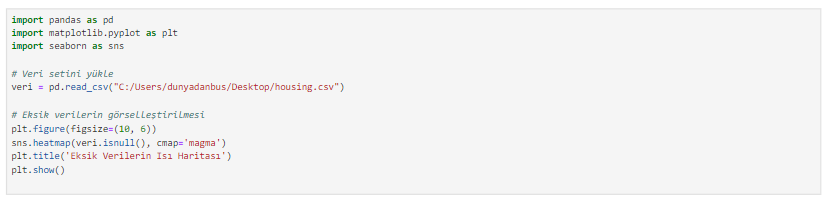 import pandas as pd
import matplotlib.pyplot as plt
import seaborn as sns
# Veri setini yükle
veri = pd.read_csv("C:/Users/dunyadanbus/Desktop/housing.csv")
# Eksik verilerin görselleştirilmesi
plt.figure(figsize=(10, 6))
sns.heatmap(veri.isnull(), cmap='magma')
plt.title('Eksik Verilerin Isı Haritası')
plt.show()